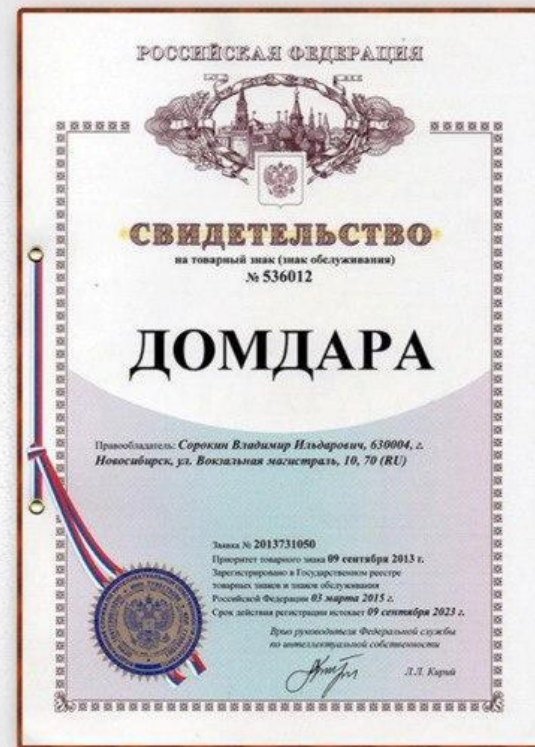 РОССИЙСКАЯ ФЕДЕРАЦИЯ
СВИДЕТЕЛЬСТВО
на товарный знак (знак обслуживания)
№ 536012
ДОМДАРА
Правообладатель: Сорокин Владимир Ильдарович, 630004, г.
Новосибирск, ул. Вокзальная магистраль, 10, 70 (RU)
Заявка № 2013731050
Приоритет товарного знака 09 сентября 2013 г.
Зарегистрировано в Государственном реестре
товарных знаков и знаков обслуживания
Российской Федерации 03 марта 2015 г.
Срок действия регистрации истекает 09 сентября 2023 г.
Врио руководителя Федеральной службы
по интеллектуальной собственности
Л.Л. Кирий